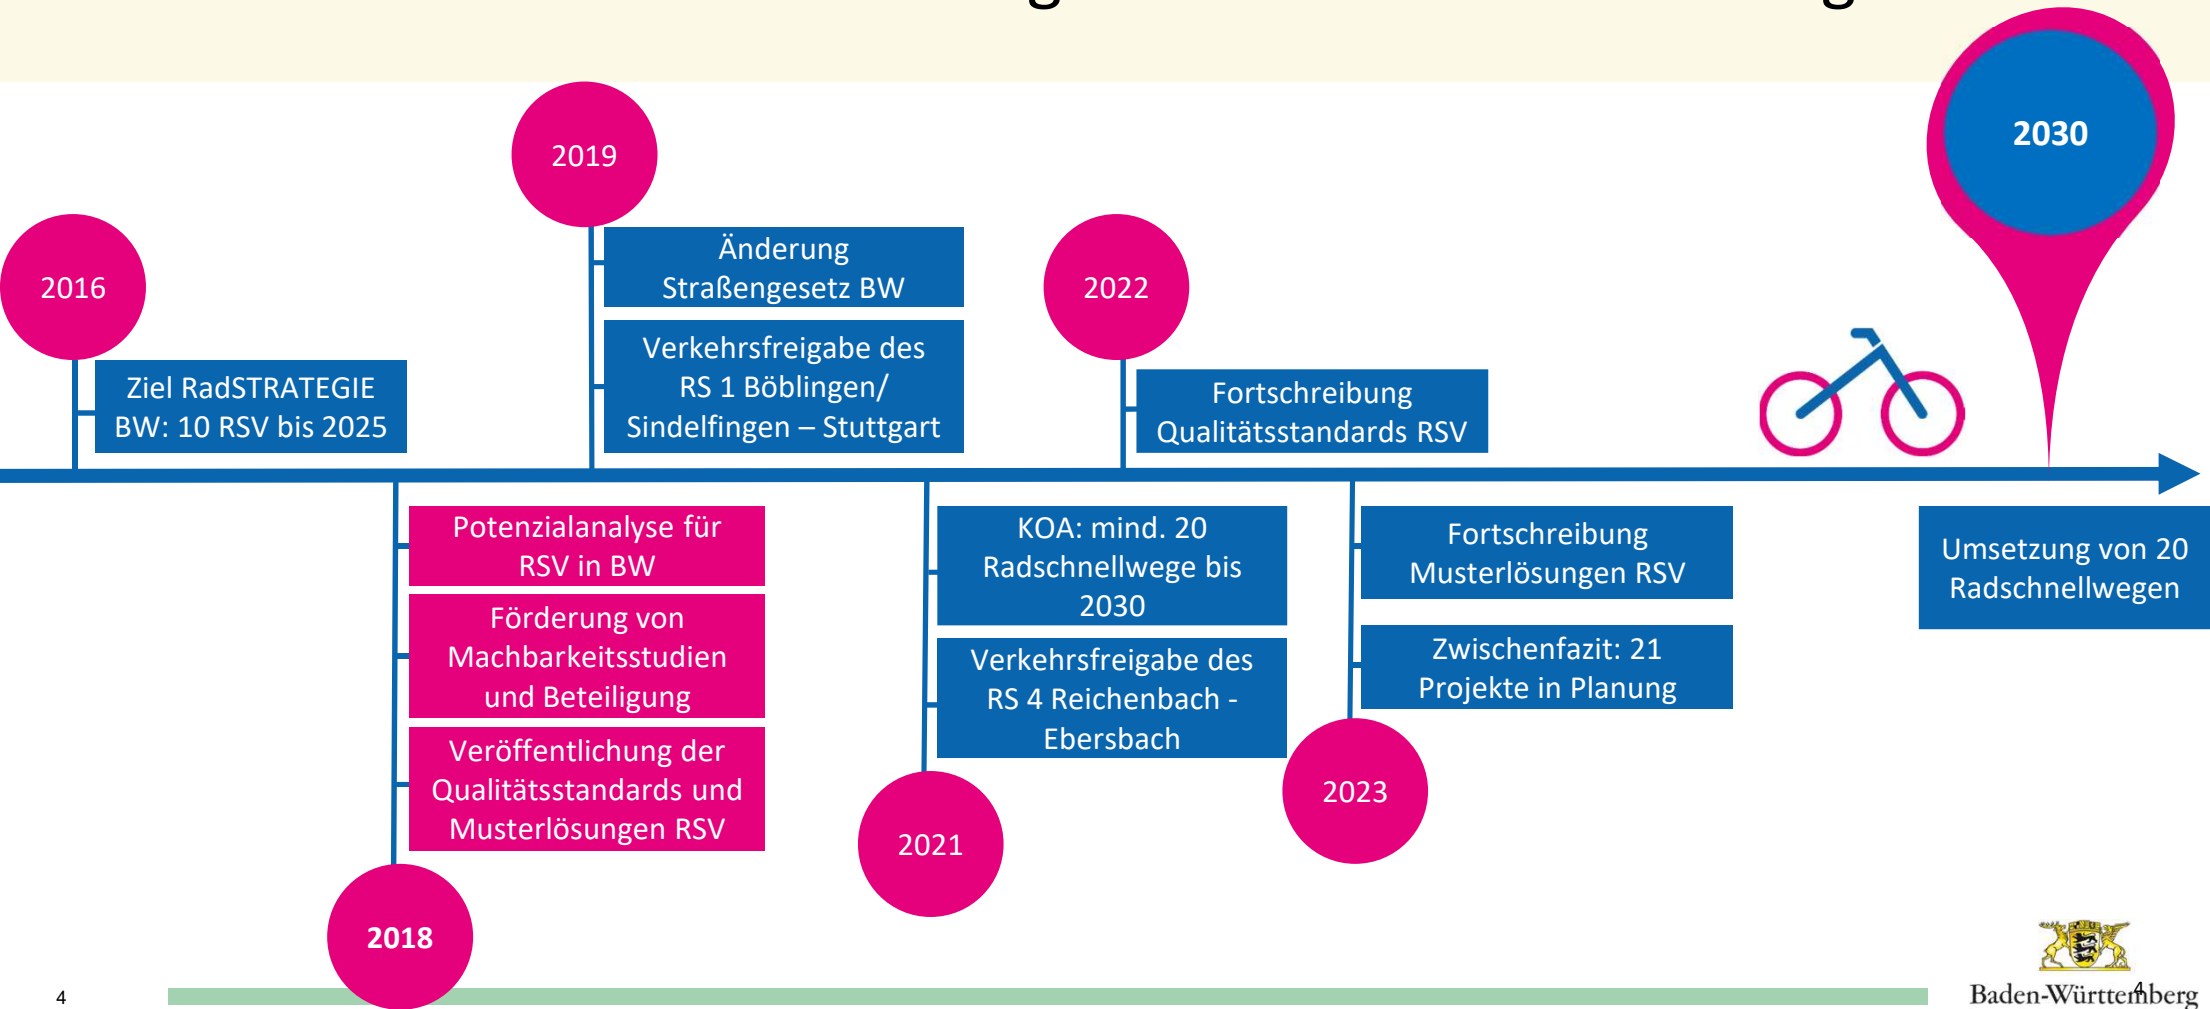 2016
Ziel RadSTRATEGIE
BW: 10 RSV bis 2025
2018
Potenzialanalyse für
RSV in BW
Förderung von
Machbarkeitsstudien
und Beteiligung
Veröffentlichung der
Qualitätsstandards und
Musterlösungen RSV
2019
Änderung
Straßengesetz BW
Verkehrsfreigabe des
RS 1 Böblingen/
Sindelfingen – Stuttgart
2021
KOA: mind. 20
Radschnellwege bis
2030
Verkehrsfreigabe des
RS 4 Reichenbach -
Ebersbach
2022
Fortschreibung
Qualitätsstandards RSV
2023
Fortschreibung
Musterlösungen RSV
Zwischenfazit: 21
Projekte in Planung
2030
Umsetzung von 20
Radschnellwegen
4
Baden-Württemberg
4